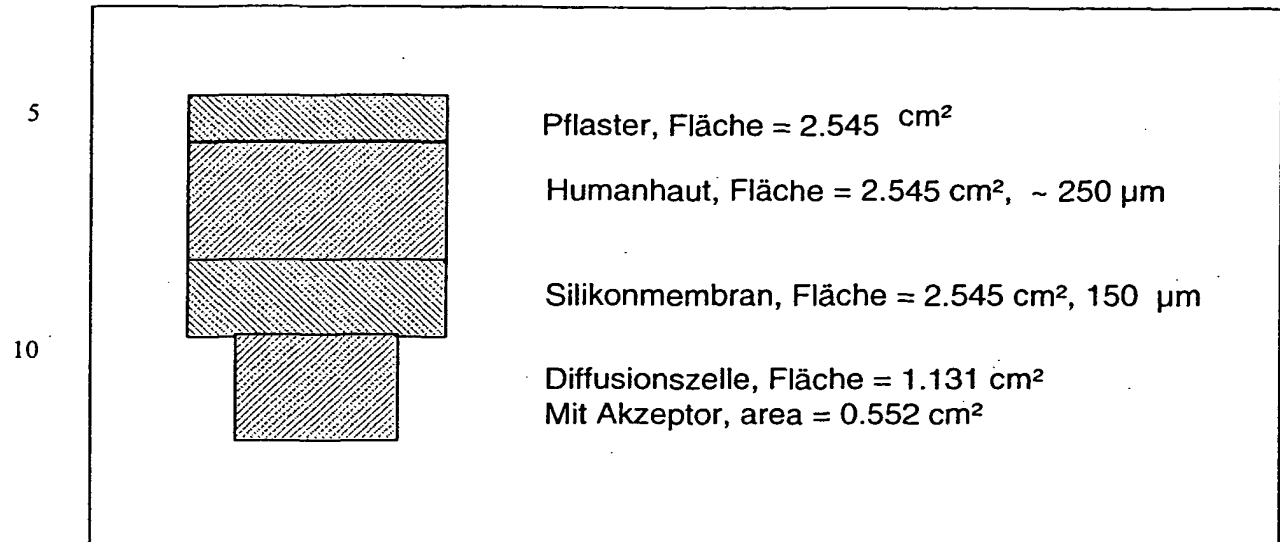 5
Pflaster, Fläche = 2.545 cm²
Humanhaut, Fläche = 2.545 cm², ~ 250 µm
Silikonmembran, Fläche = 2.545 cm², 150 µm
10
Diffusionszelle, Fläche = 1.131 cm²
Mit Akzeptor, area = 0.552 cm²